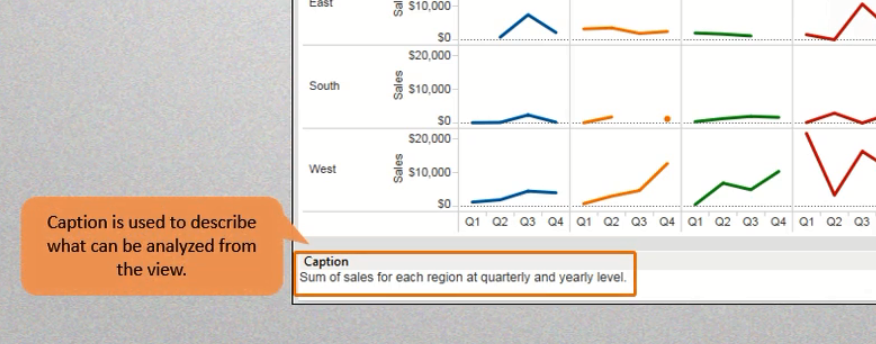 East
Sal
$10,000
$0
South
Sales
$20,000
$10,000
$0
West
Sales
$20,000
$10,000
$0
Q1 Q2 Q3 Q4 Q1 Q2 Q3 Q4 Q1 Q2 Q3 Q4 Q1 Q2 Q3
Caption is used to describe
what can be analyzed from
the view.
Caption
Sum of sales for each region at quarterly and yearly level.